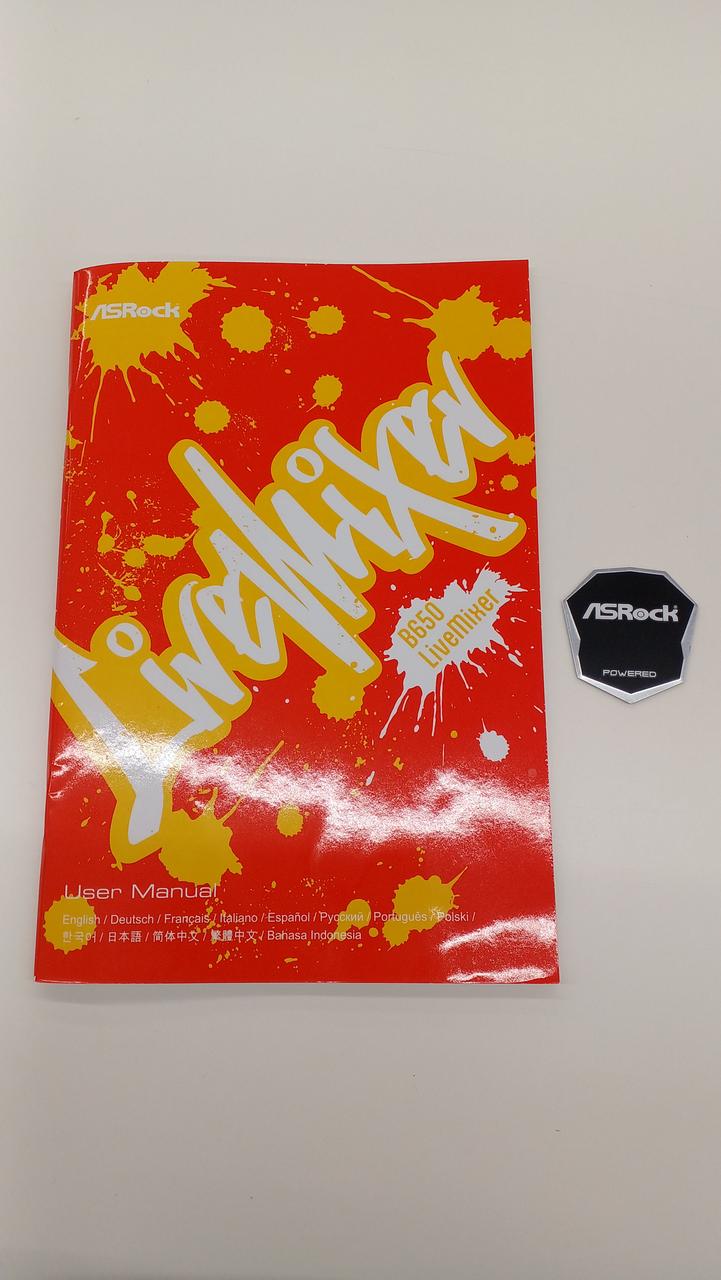 ASRock
LiveMixer
B650
LiveMixer
ASRock
POWERED
User Manual
English / Deutsch / Français / Italiano / Español / Русский / Português / Polski /
한국어 / 日本語 / 简体中文 / 繁體中文 / Bahasa Indonesia